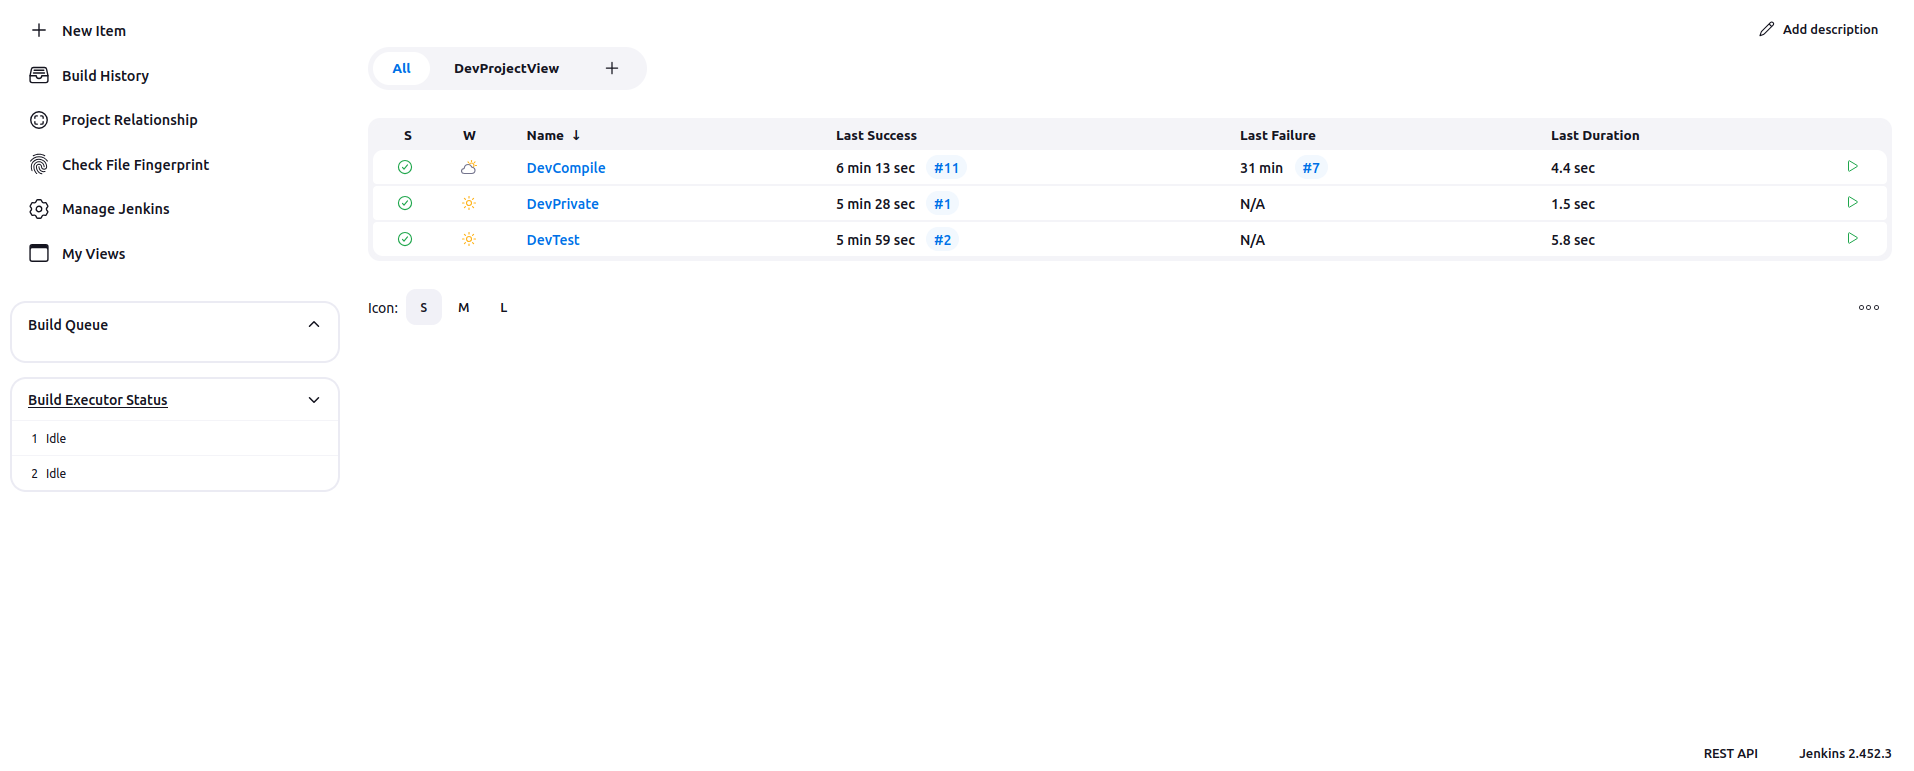 New Item
Build History
Project Relationship
Check File Fingerprint
Manage Jenkins
My Views
Build Queue
Build Executor Status
1 Idle
2 Idle
Add description
All DevProjectView
S W Name ↓ Last Success Last Failure Last Duration
DevCompile 6 min 13 sec #11 31 min #7 4.4 sec
DevPrivate 5 min 28 sec #1 N/A 1.5 sec
DevTest 5 min 59 sec #2 N/A 5.8 sec
Icon: S M L
REST API Jenkins 2.452.3